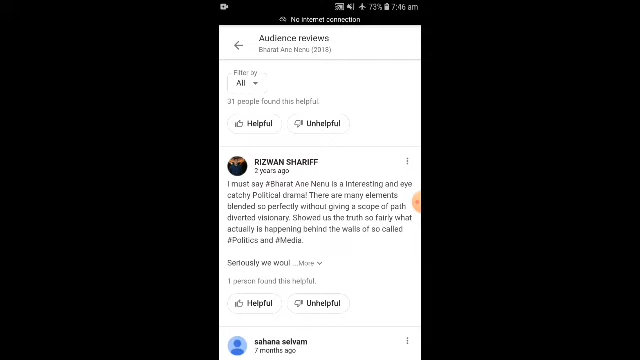 73% 7:46 am
No internet connection
Audience reviews
Bharat Ane Nenu (2018)
Filter by
All
31 people found this helpful.
Helpful Unhelpful
RIZWAN SHARIFF
2 years ago
I must say #Bharat Ane Nenu is a interesting and eye
catchy Political drama! There are many elements
blended so perfectly without giving a scope of path
diverted visionary. Showed us the truth so fairly what
actually is happening behind the walls of so called
#Politics and #Media.
Seriously we woul ...More
1 person found this helpful.
Helpful Unhelpful
sahana selvam
7 months ago